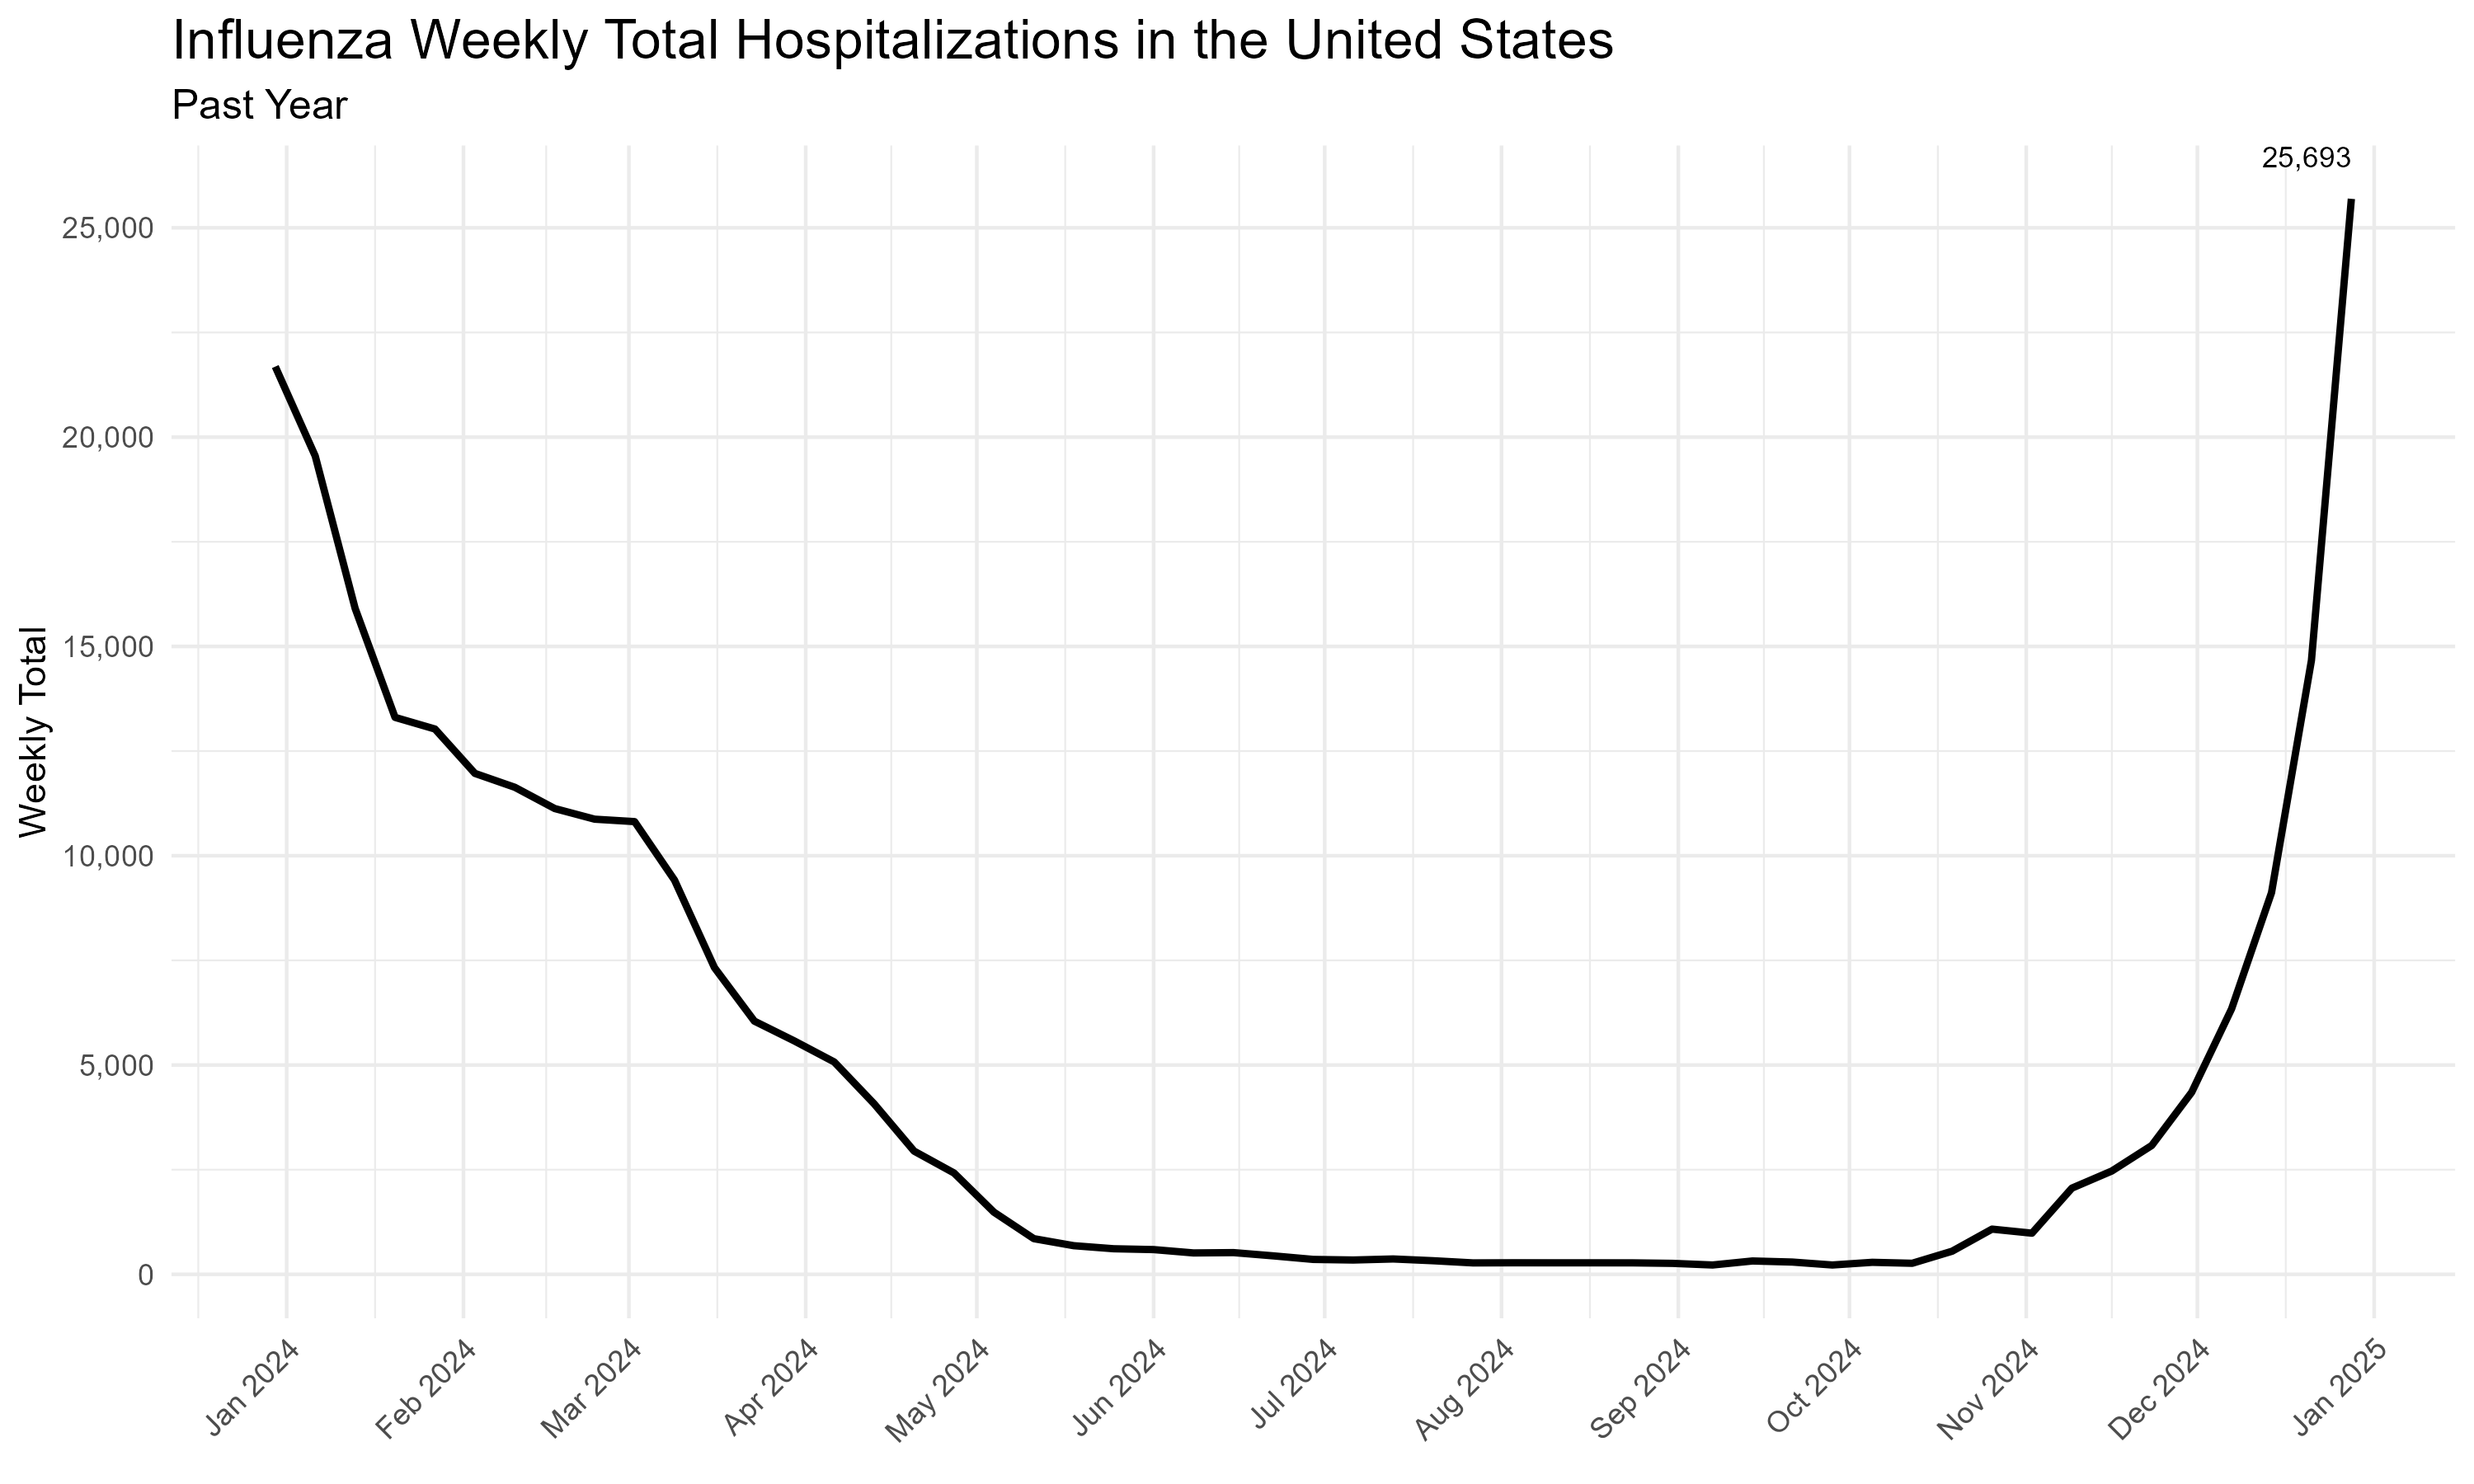 Influenza Weekly Total Hospitalizations in the United States
Past Year
25,693
25,000
20,000
15,000
10,000
5,000
0
Weekly Total
Jan 2024
Feb 2024
Mar 2024
Apr 2024
May 2024
Jun 2024
Jul 2024
Aug 2024
Sep 2024
Oct 2024
Nov 2024
Dec 2024
Jan 2025